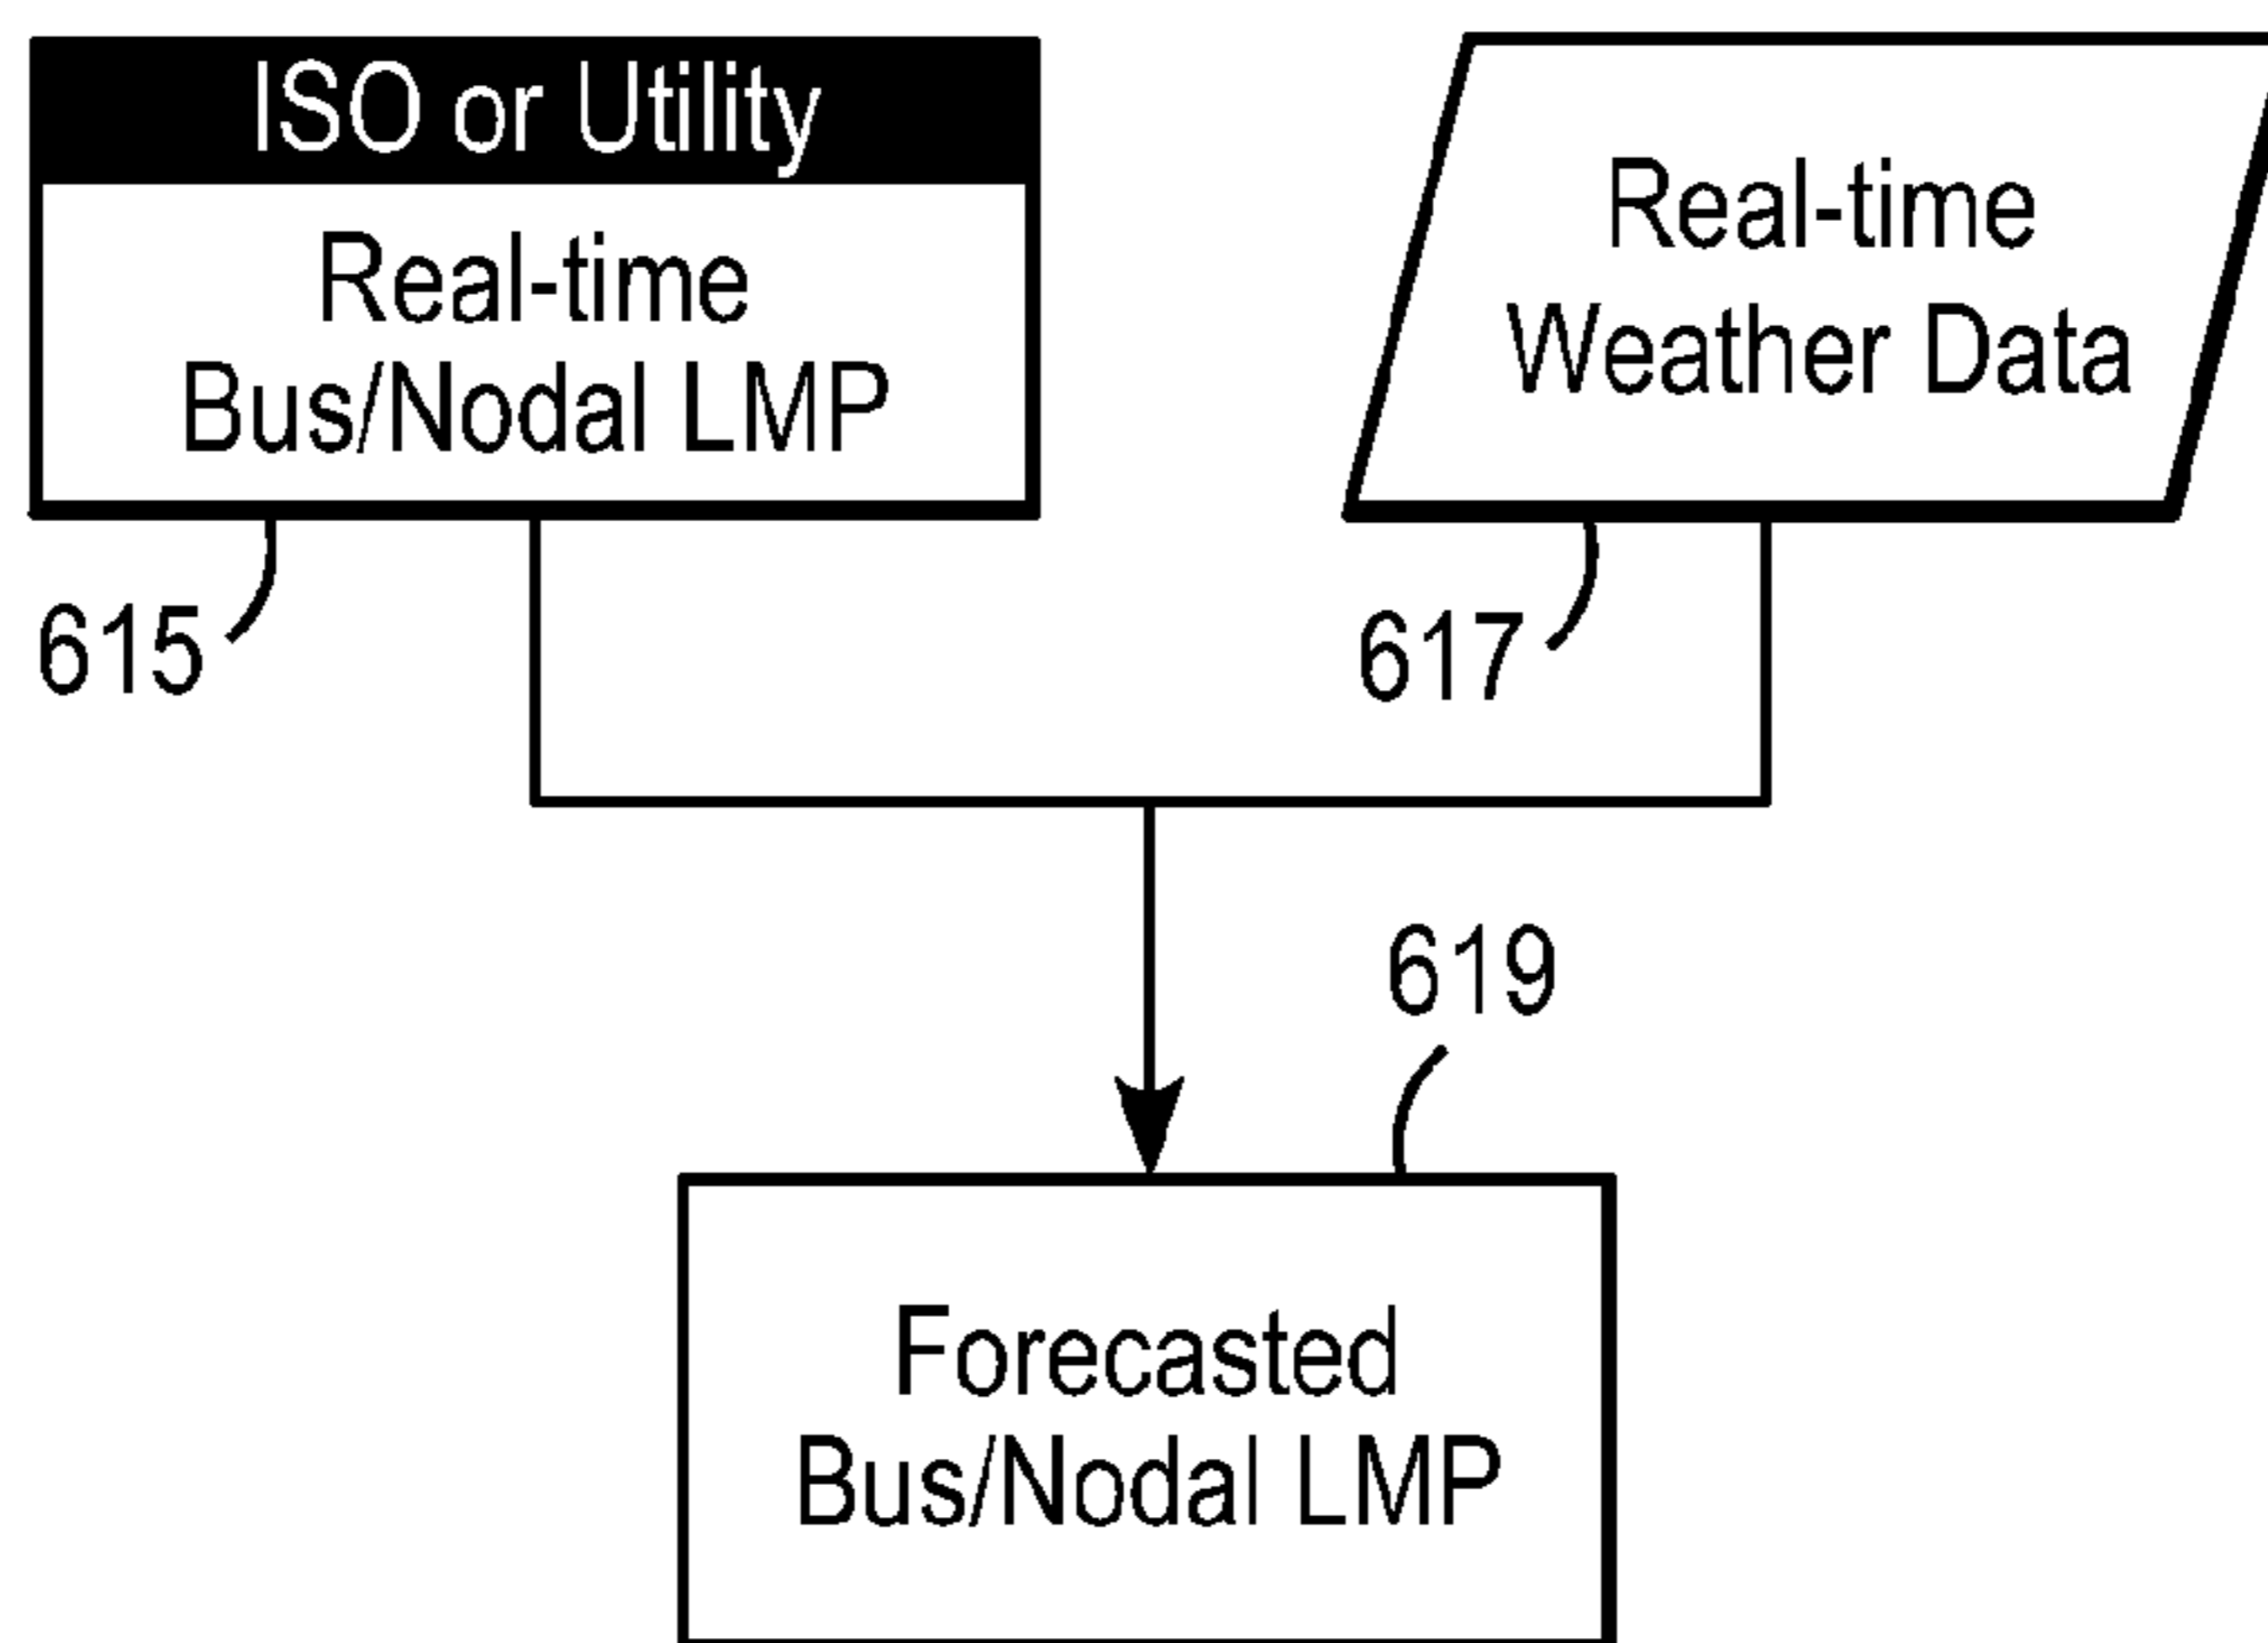 ISO or Utility
Real-time
Bus/Nodal LMP
615
Real-time
Weather Data
617
619
Forecasted
Bus/Nodal LMP